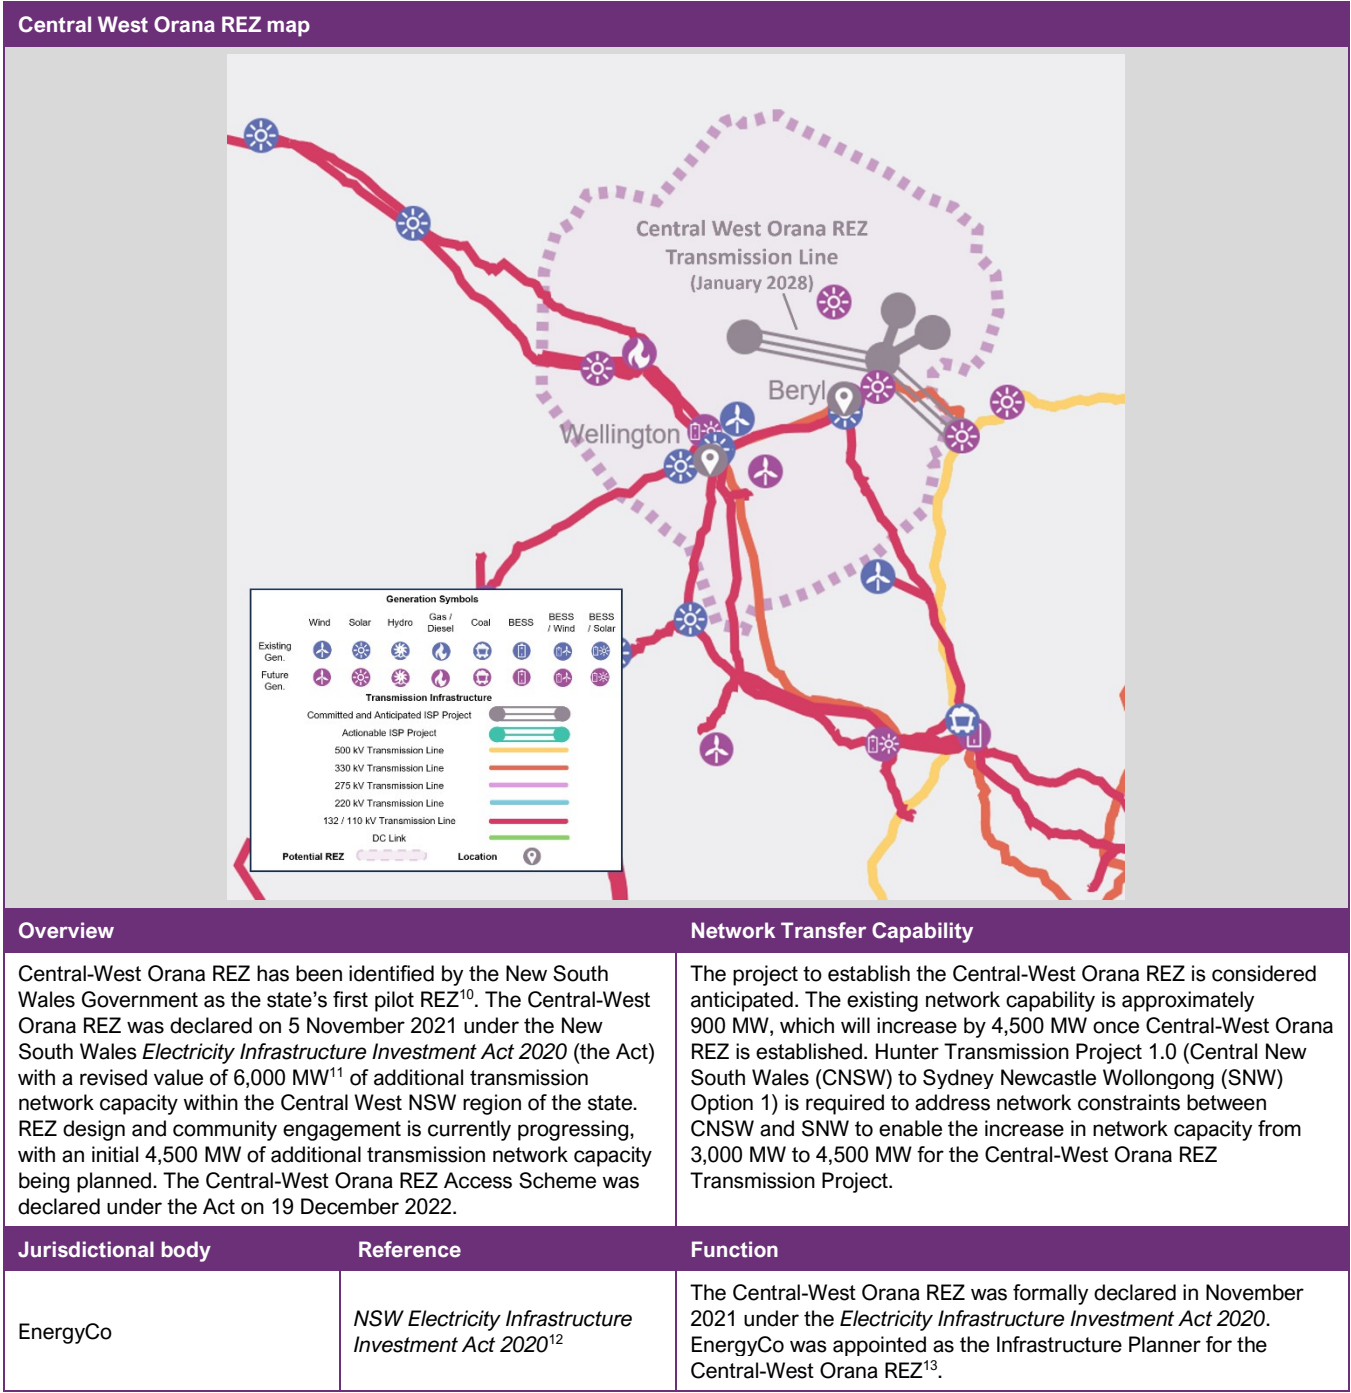 Central West Orana REZ map
Central West Orana REZ
Transmission Line
(January 2028)
Beryl
Wellington
Generation Symbols
Wind Solar Hydro Gas / Diesel Coal BESS BESS / Wind BESS / Solar
Existing Gen.
Future Gen.
Transmission Infrastructure
Committed and Anticipated ISP Project
Actionable ISP Project
500 kV Transmission Line
330 kV Transmission Line
275 kV Transmission Line
220 kV Transmission Line
132 / 110 kV Transmission Line
DC Link
Potential REZ Location
Overview
Central-West Orana REZ has been identified by the New South
Wales Government as the state's first pilot REZ10. The Central-West
Orana REZ was declared on 5 November 2021 under the New
South Wales Electricity Infrastructure Investment Act 2020 (the Act)
with a revised value of 6,000 MW11 of additional transmission
network capacity within the Central West NSW region of the state.
REZ design and community engagement is currently progressing,
with an initial 4,500 MW of additional transmission network capacity
being planned. The Central-West Orana REZ Access Scheme was
declared under the Act on 19 December 2022.
Network Transfer Capability
The project to establish the Central-West Orana REZ is considered
anticipated. The existing network capability is approximately
900 MW, which will increase by 4,500 MW once Central-West Orana
REZ is established. Hunter Transmission Project 1.0 (Central New
South Wales (CNSW) to Sydney Newcastle Wollongong (SNW)
Option 1) is required to address network constraints between
CNSW and SNW to enable the increase in network capacity from
3,000 MW to 4,500 MW for the Central-West Orana REZ
Transmission Project.
Jurisdictional body Reference Function
EnergyCo
NSW Electricity Infrastructure
Investment Act 202012
The Central-West Orana REZ was formally declared in November
2021 under the Electricity Infrastructure Investment Act 2020.
EnergyCo was appointed as the Infrastructure Planner for the
Central-West Orana REZ13.